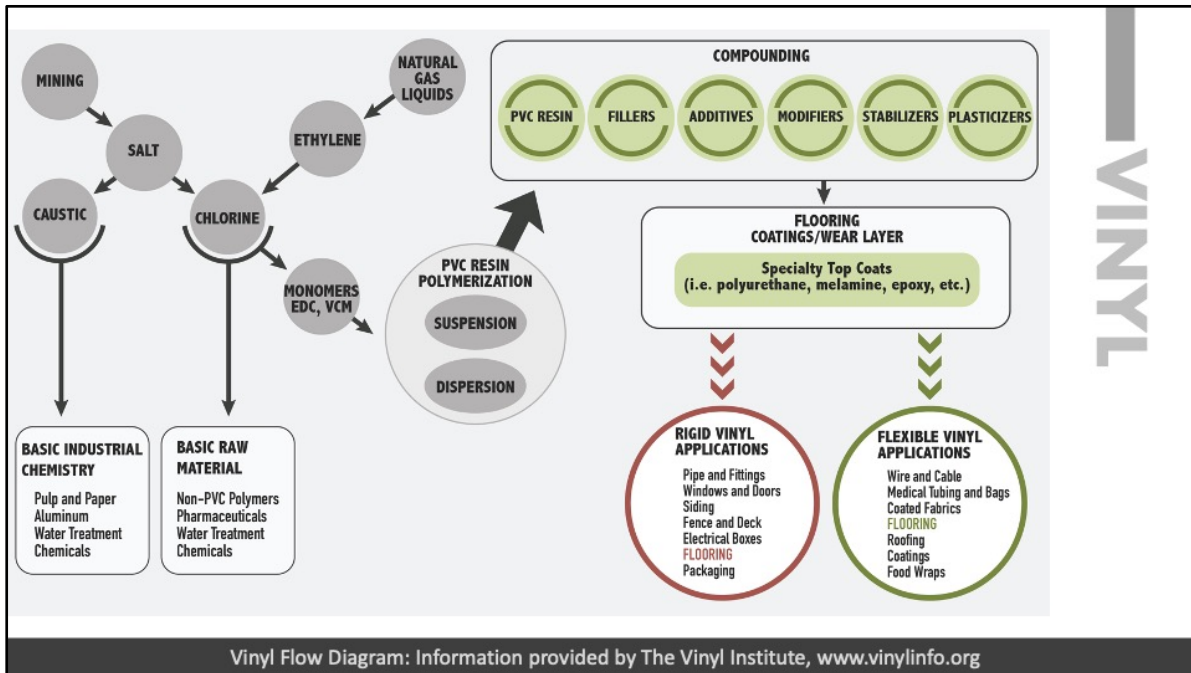 MINING
SALT
CAUSTIC
CHLORINE
NATURAL
GAS
LIQUIDS
ETHYLENE
MONOMERS
EDC, VCM
PVC RESIN
POLYMERIZATION
SUSPENSION
DISPERSION
BASIC INDUSTRIAL
CHEMISTRY
Pulp and Paper
Aluminum
Water Treatment
Chemicals
BASIC RAW
MATERIAL
Non-PVC Polymers
Pharmaceuticals
Water Treatment
Chemicals
COMPOUNDING
PVC RESIN
FILLERS
ADDITIVES
MODIFIERS
STABILIZERS
PLASTICIZERS
FLOORING
COATINGS/WEAR LAYER
Specialty Top Coats
(i.e. polyurethane, melamine, epoxy, etc.)
RIGID VINYL
APPLICATIONS
Pipe and Fittings
Windows and Doors
Siding
Fence and Deck
Electrical Boxes
FLOORING
Packaging
FLEXIBLE VINYL
APPLICATIONS
Wire and Cable
Medical Tubing and Bags
Coated Fabrics
FLOORING
Roofing
Coatings
Food Wraps
VINYL
Vinyl Flow Diagram: Information provided by The Vinyl Institute, www.vinylinfo.org